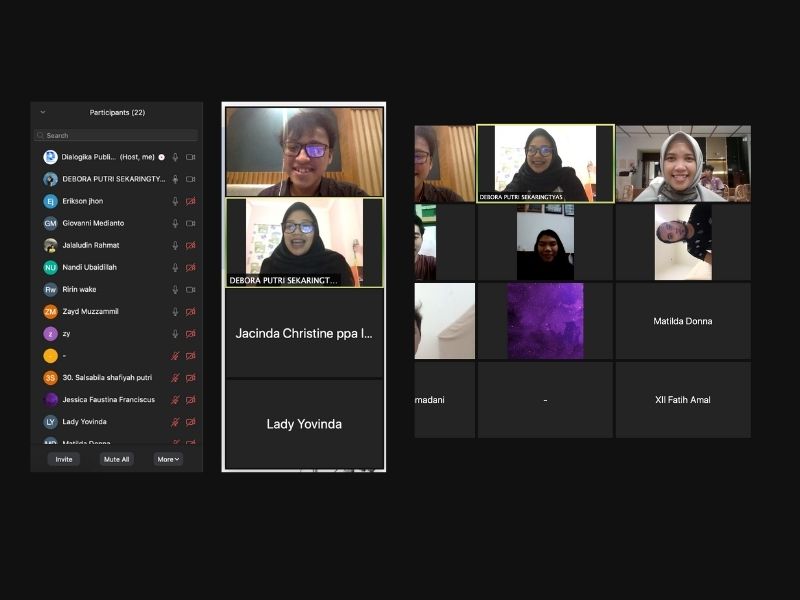 Participants (22)
Search
Dialogika Publi... (Host, me)
DEBORA PUTRI SEKARINGTY...
Ej Erikson jhon
GM Giovanni Medianto
Jalaludin Rahmat
NU Nandi Ubaidillah
Rw Ririn wake
ZM Zayd Muzzammil
z zy
- -
3S 30. Salsabila shafiyah putri
Jessica Faustina Franciscus
LY Lady Yovinda
MD Matilda Donna
Invite Mute All More
DEBORA PUTRI SEKARINGT...
Jacinda Christine ppa l...
Lady Yovinda
DEBORA PUTRI SEKARINGTYAS
Matilda Donna
madani
-
XII Fatih Amal